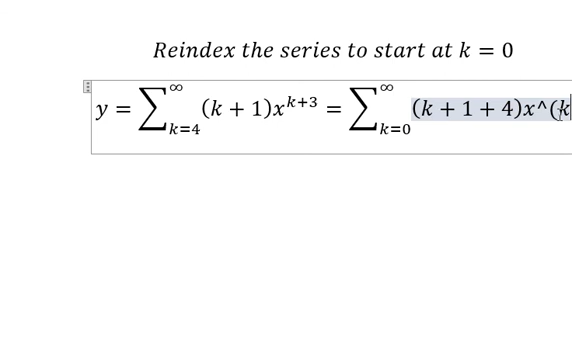 Reindex the series to start at k = 0
y = ∑_{k=4}^{∞} (k + 1)x^{k+3} = ∑_{k=0}^{∞} (k + 1 + 4)x^(k